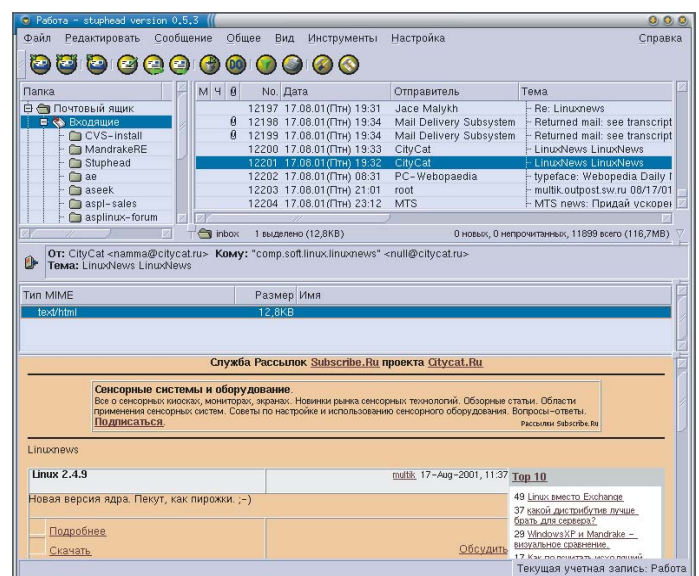 Работа - stuphead version 0.5.3
Файл Редактировать Сообщение Общее Вид Инструменты Настройка Справка
Папка
Почтовый ящик
Входящие
CVS-install
MandrakeRE
Stuphead
ae
aseek
aspl-sales
asplinux-forum
М Ч No. Дата Отправитель Тема
12197 17.08.01(Птн) 19:31 Jace Malykh Re: Linuxnews
12198 17.08.01(Птн) 19:34 Mail Delivery Subsystem Returned mail: see transcript
12199 17.08.01(Птн) 19:34 Mail Delivery Subsystem Returned mail: see transcript
12200 17.08.01(Птн) 19:33 CityCat LinuxNews LinuxNews
12201 17.08.01(Птн) 19:32 CityCat LinuxNews LinuxNews
12202 17.08.01(Птн) 08:31 PC-Webopaedia typeface: Webopedia Daily
12203 17.08.01(Птн) 21:01 root multik.outpost.sw.ru 08/17/01
12204 17.08.01(Птн) 23:12 MTS MTS news: Придай ускорен
inbox 1 выделено (12,8KB) 0 новых, 0 непрочитанных, 11899 всего (116,7MB)
От: CityCat <namma@citycat.ru> Кому: "comp.soft.linux.linuxnews" <null@citycat.ru>
Тема: LinuxNews LinuxNews
Тип MIME Размер Имя
text/html 12,8KB
Служба Рассылок Subscribe.Ru проекта Citycat.Ru
Сенсорные системы и оборудование.
Все о сенсорных киосках, мониторах, экранах. Новинки рынка сенсорных технологий. Обзорные статьи. Области
применения сенсорных систем. Советы по настройке и использованию сенсорного оборудования. Вопросы-ответы.
Подписаться. Рассылки Subscribe.Ru
Linuxnews
Linux 2.4.9 multik 17-Aug-2001, 11:37
Новая версия ядра. Пекут, как пирожки. ;-)
Подробнее
Скачать Обсудить
Top 10
49 Linux вместо Exchange
37 какой дистрибутив лучше
брать для сервера?
29 WindowsXP и Mandrake -
визуальное сравнение.
17 Как подсчитать исходящий
Текущая учетная запись: Работа